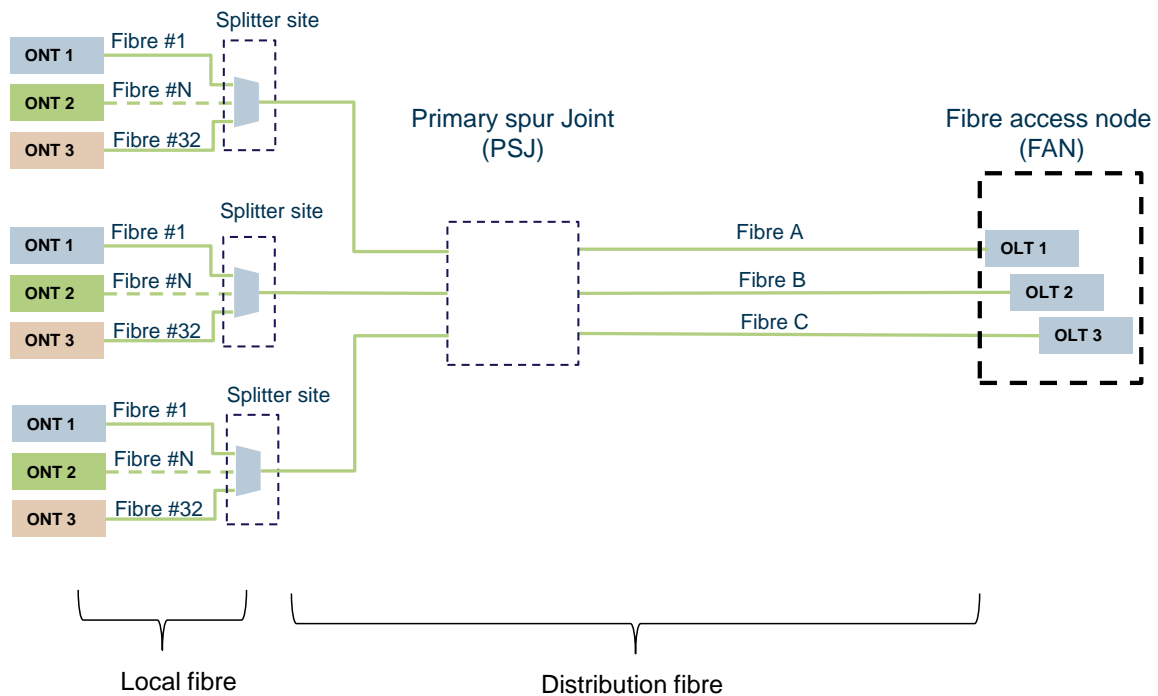 Splitter site
Fibre #1
ONT 1
Fibre #N
ONT 2
Fibre #32
ONT 3
Primary spur Joint
(PSJ)
Fibre access node
(FAN)
Splitter site
Fibre #1
ONT 1
Fibre #N
ONT 2
Fibre #32
ONT 3
Fibre A
OLT 1
Fibre B
OLT 2
Fibre C
OLT 3
Splitter site
Fibre #1
ONT 1
Fibre #N
ONT 2
Fibre #32
ONT 3
Local fibre
Distribution fibre